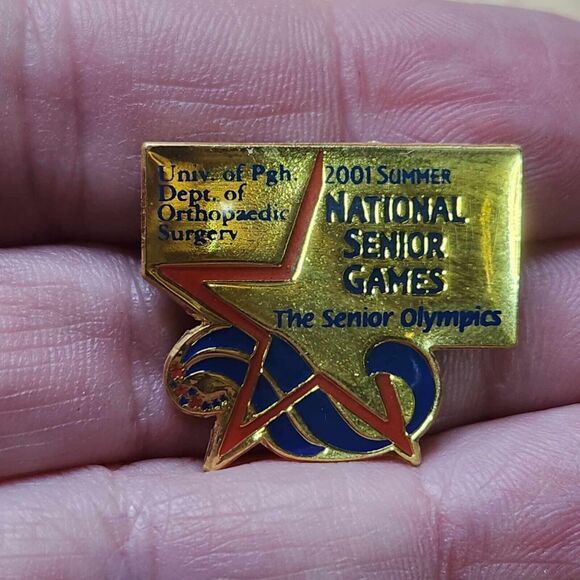 Univ. of Pgh.
Dept. of
Orthopaedic
Surgery
2001 SUMMER
NATIONAL
SENIOR
GAMES
The Senior Olympics